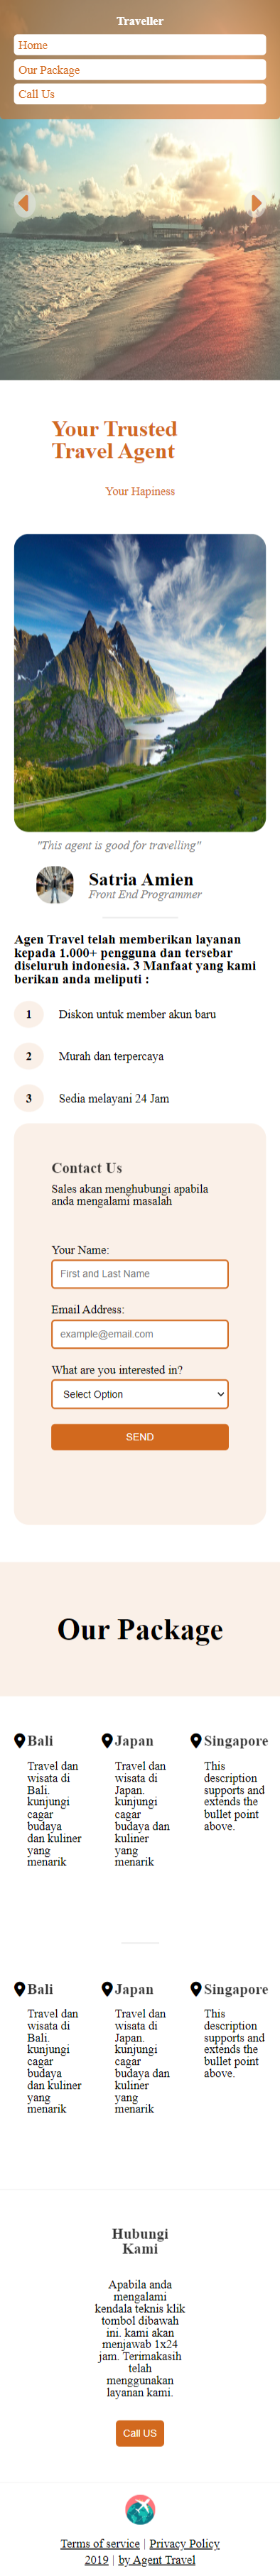 Traveller
Home
Our Package
Call Us
Your Trusted
Travel Agent
Your Hapiness
"This agent is good for travelling"
Satria Amien
Front End Programmer
Agen Travel telah memberikan layanan
kepada 1.000+ pengguna dan tersebar
diseluruh indonesia. 3 Manfaat yang kami
berikan anda meliputi :
1 Diskon untuk member akun baru
2 Murah dan terpercaya
3 Sedia melayani 24 Jam
Contact Us
Sales akan menghubungi apabila
anda mengalami masalah
Your Name:
First and Last Name
Email Address:
example@email.com
What are you interested in?
Select Option
SEND
Our Package
Bali
Travel dan
wisata di
Bali.
kunjungi
cagar
budaya
dan kuliner
yang
menarik
Japan
Travel dan
wisata di
Japan.
kunjungi
cagar
budaya dan
kuliner
yang
menarik
Singapore
This
description
supports and
extends the
bullet point
above.
Bali
Travel dan
wisata di
Bali.
kunjungi
cagar
budaya
dan kuliner
yang
menarik
Japan
Travel dan
wisata di
Japan.
kunjungi
cagar
budaya dan
kuliner
yang
menarik
Singapore
This
description
supports and
extends the
bullet point
above.
Hubungi
Kami
Apabila anda
mengalami
kendala teknis klik
tombol dibawah
ini. kami akan
menjawab 1x24
jam. Terimakasih
telah
menggunakan
layanan kami.
Call US
Terms of service | Privacy Policy
2019 | by Agent Travel